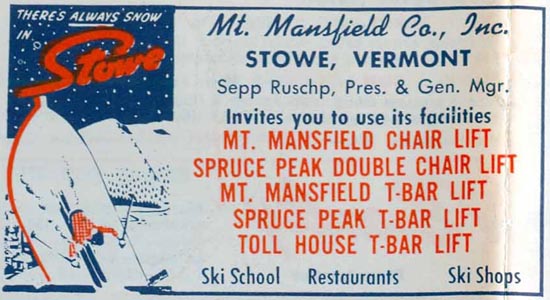 THERE'S ALWAYS SNOW
IN
Stowe
Mt. Mansfield Co., Inc.
STOWE, VERMONT
Sepp Ruschp, Pres. & Gen. Mgr.
Invites you to use its facilities
MT. MANSFIELD CHAIR LIFT
SPRUCE PEAK DOUBLE CHAIR LIFT
MT. MANSFIELD T-BAR LIFT
SPRUCE PEAK T-BAR LIFT
TOLL HOUSE T-BAR LIFT
Ski School Restaurants Ski Shops